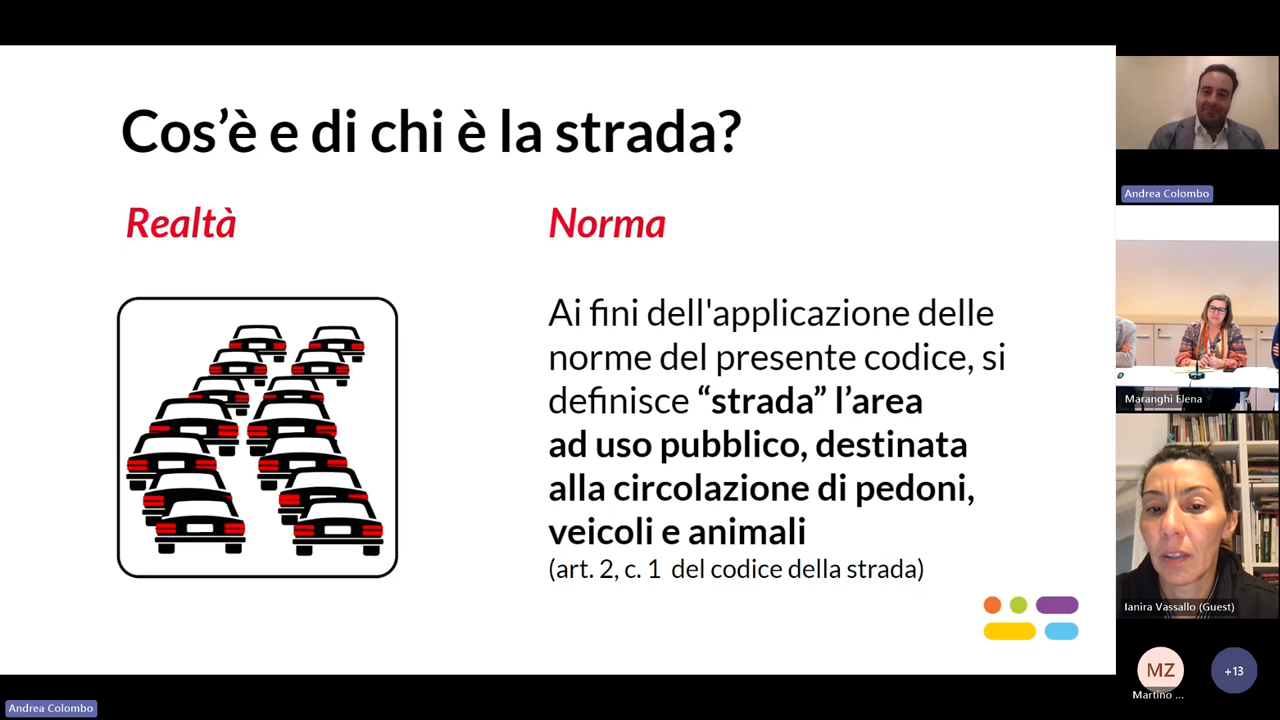 Cos’è e di chi è la strada?
Realtà
Norma
Ai fini dell'applicazione delle
norme del presente codice, si
definisce “strada” l’area
ad uso pubblico, destinata
alla circolazione di pedoni,
veicoli e animali
(art. 2, c. 1 del codice della strada)
Andrea Colombo
Maranghi Elena
Ianira Vassallo (Guest)
MZ
+13
Martino ...
Andrea Colombo